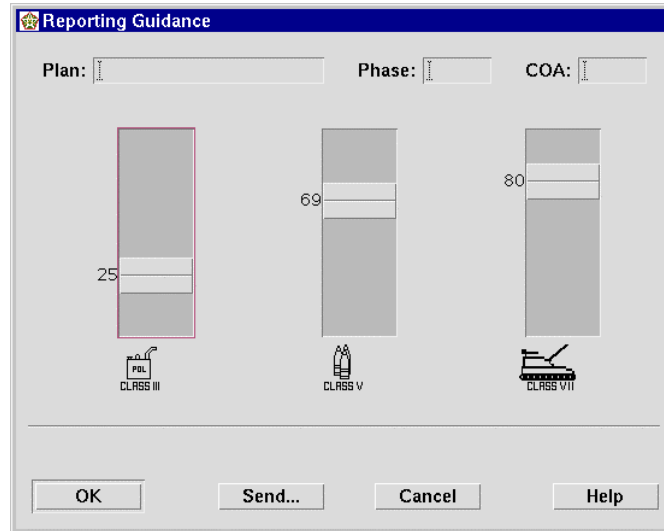 Reporting Guidance
Plan: Phase: COA:
80
69
25
POL
CLASS III CLASS V CLASS VII
OK Send... Cancel Help